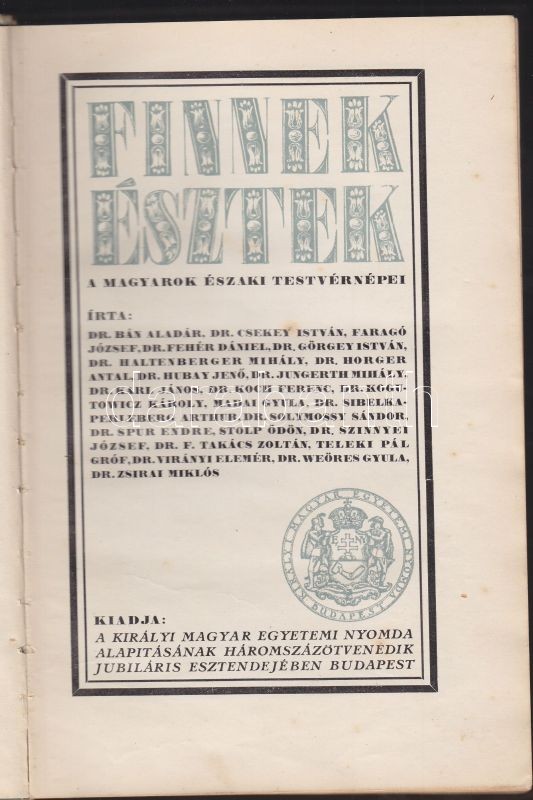 FINNEK
ÉSZTEK
A MAGYAROK ÉSZAKI TESTVÉRNÉPEI
ÍRTA:
DR. BÁN ALADÁR, DR. CSEKEY ISTVÁN, FARAGÓ
JÓZSEF, DR. FEHÉR DÁNIEL, DR. GÖRGEY ISTVÁN,
DR. HALTENBERGER MIHÁLY, DR. HORGER
ANTAL, DR. HUBAY JENŐ, DR. JUNGERTH MIHÁLY,
DR. KARL JÁNOS, DR. KOCH FERENC, DR. KOGU-
TOWICZ KÁROLY, MADAI GYULA, DR. SIBELKA-
PERLEBERG ARTHUR, DR. SOLYMOSSY SÁNDOR,
DR. SPUR ENDRE, STOLP ÖDÖN, DR. SZINNYEI
JÓZSEF, DR. F. TAKÁCS ZOLTÁN, TELEKI PÁL
GRÓF, DR. VIRÁNYI ELEMÉR, DR. WEÖRES GYULA,
DR. ZSIRAI MIKLÓS
KIRÁLYI MAGYAR EGYETEMI NYOMDA
BUDAPEST
KIADJA:
A KIRÁLYI MAGYAR EGYETEMI NYOMDA
ALAPITÁSÁNAK HÁROMSZÁZÖTVENEDIK
JUBILÁRIS ESZTENDEJÉBEN BUDAPEST